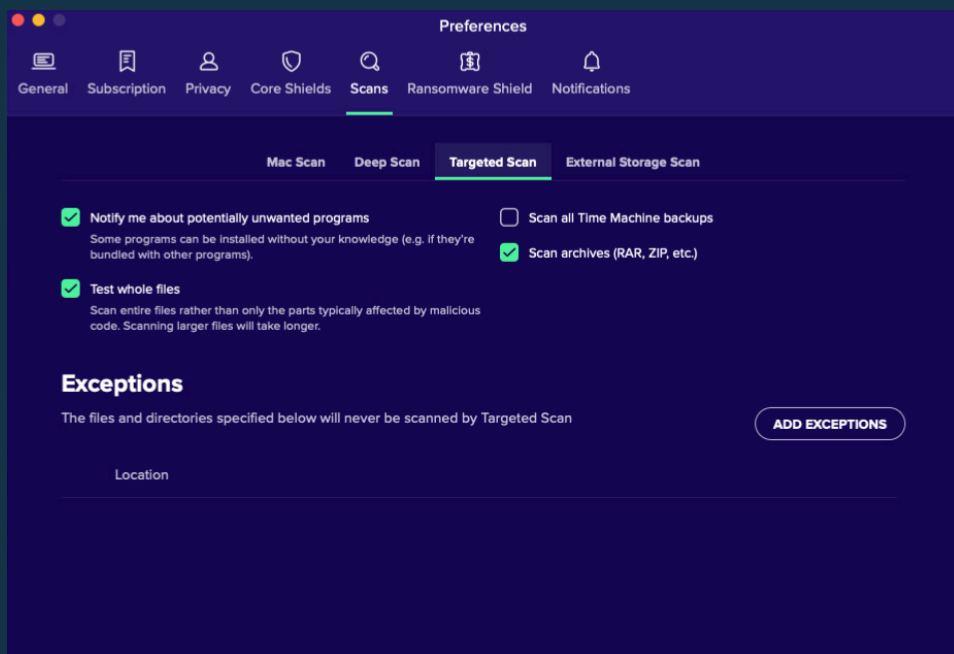 Preferences
General
Subscription
Privacy
Core Shields
Scans
Ransomware Shield
Notifications
Mac Scan
Deep Scan
Targeted Scan
External Storage Scan
Notify me about potentially unwanted programs
Some programs can be installed without your knowledge (e.g. if they're
bundled with other programs).
Test whole files
Scan entire files rather than only the parts typically affected by malicious
code. Scanning larger files will take longer.
Scan all Time Machine backups
Scan archives (RAR, ZIP, etc.)
Exceptions
The files and directories specified below will never be scanned by Targeted Scan
ADD EXCEPTIONS
Location